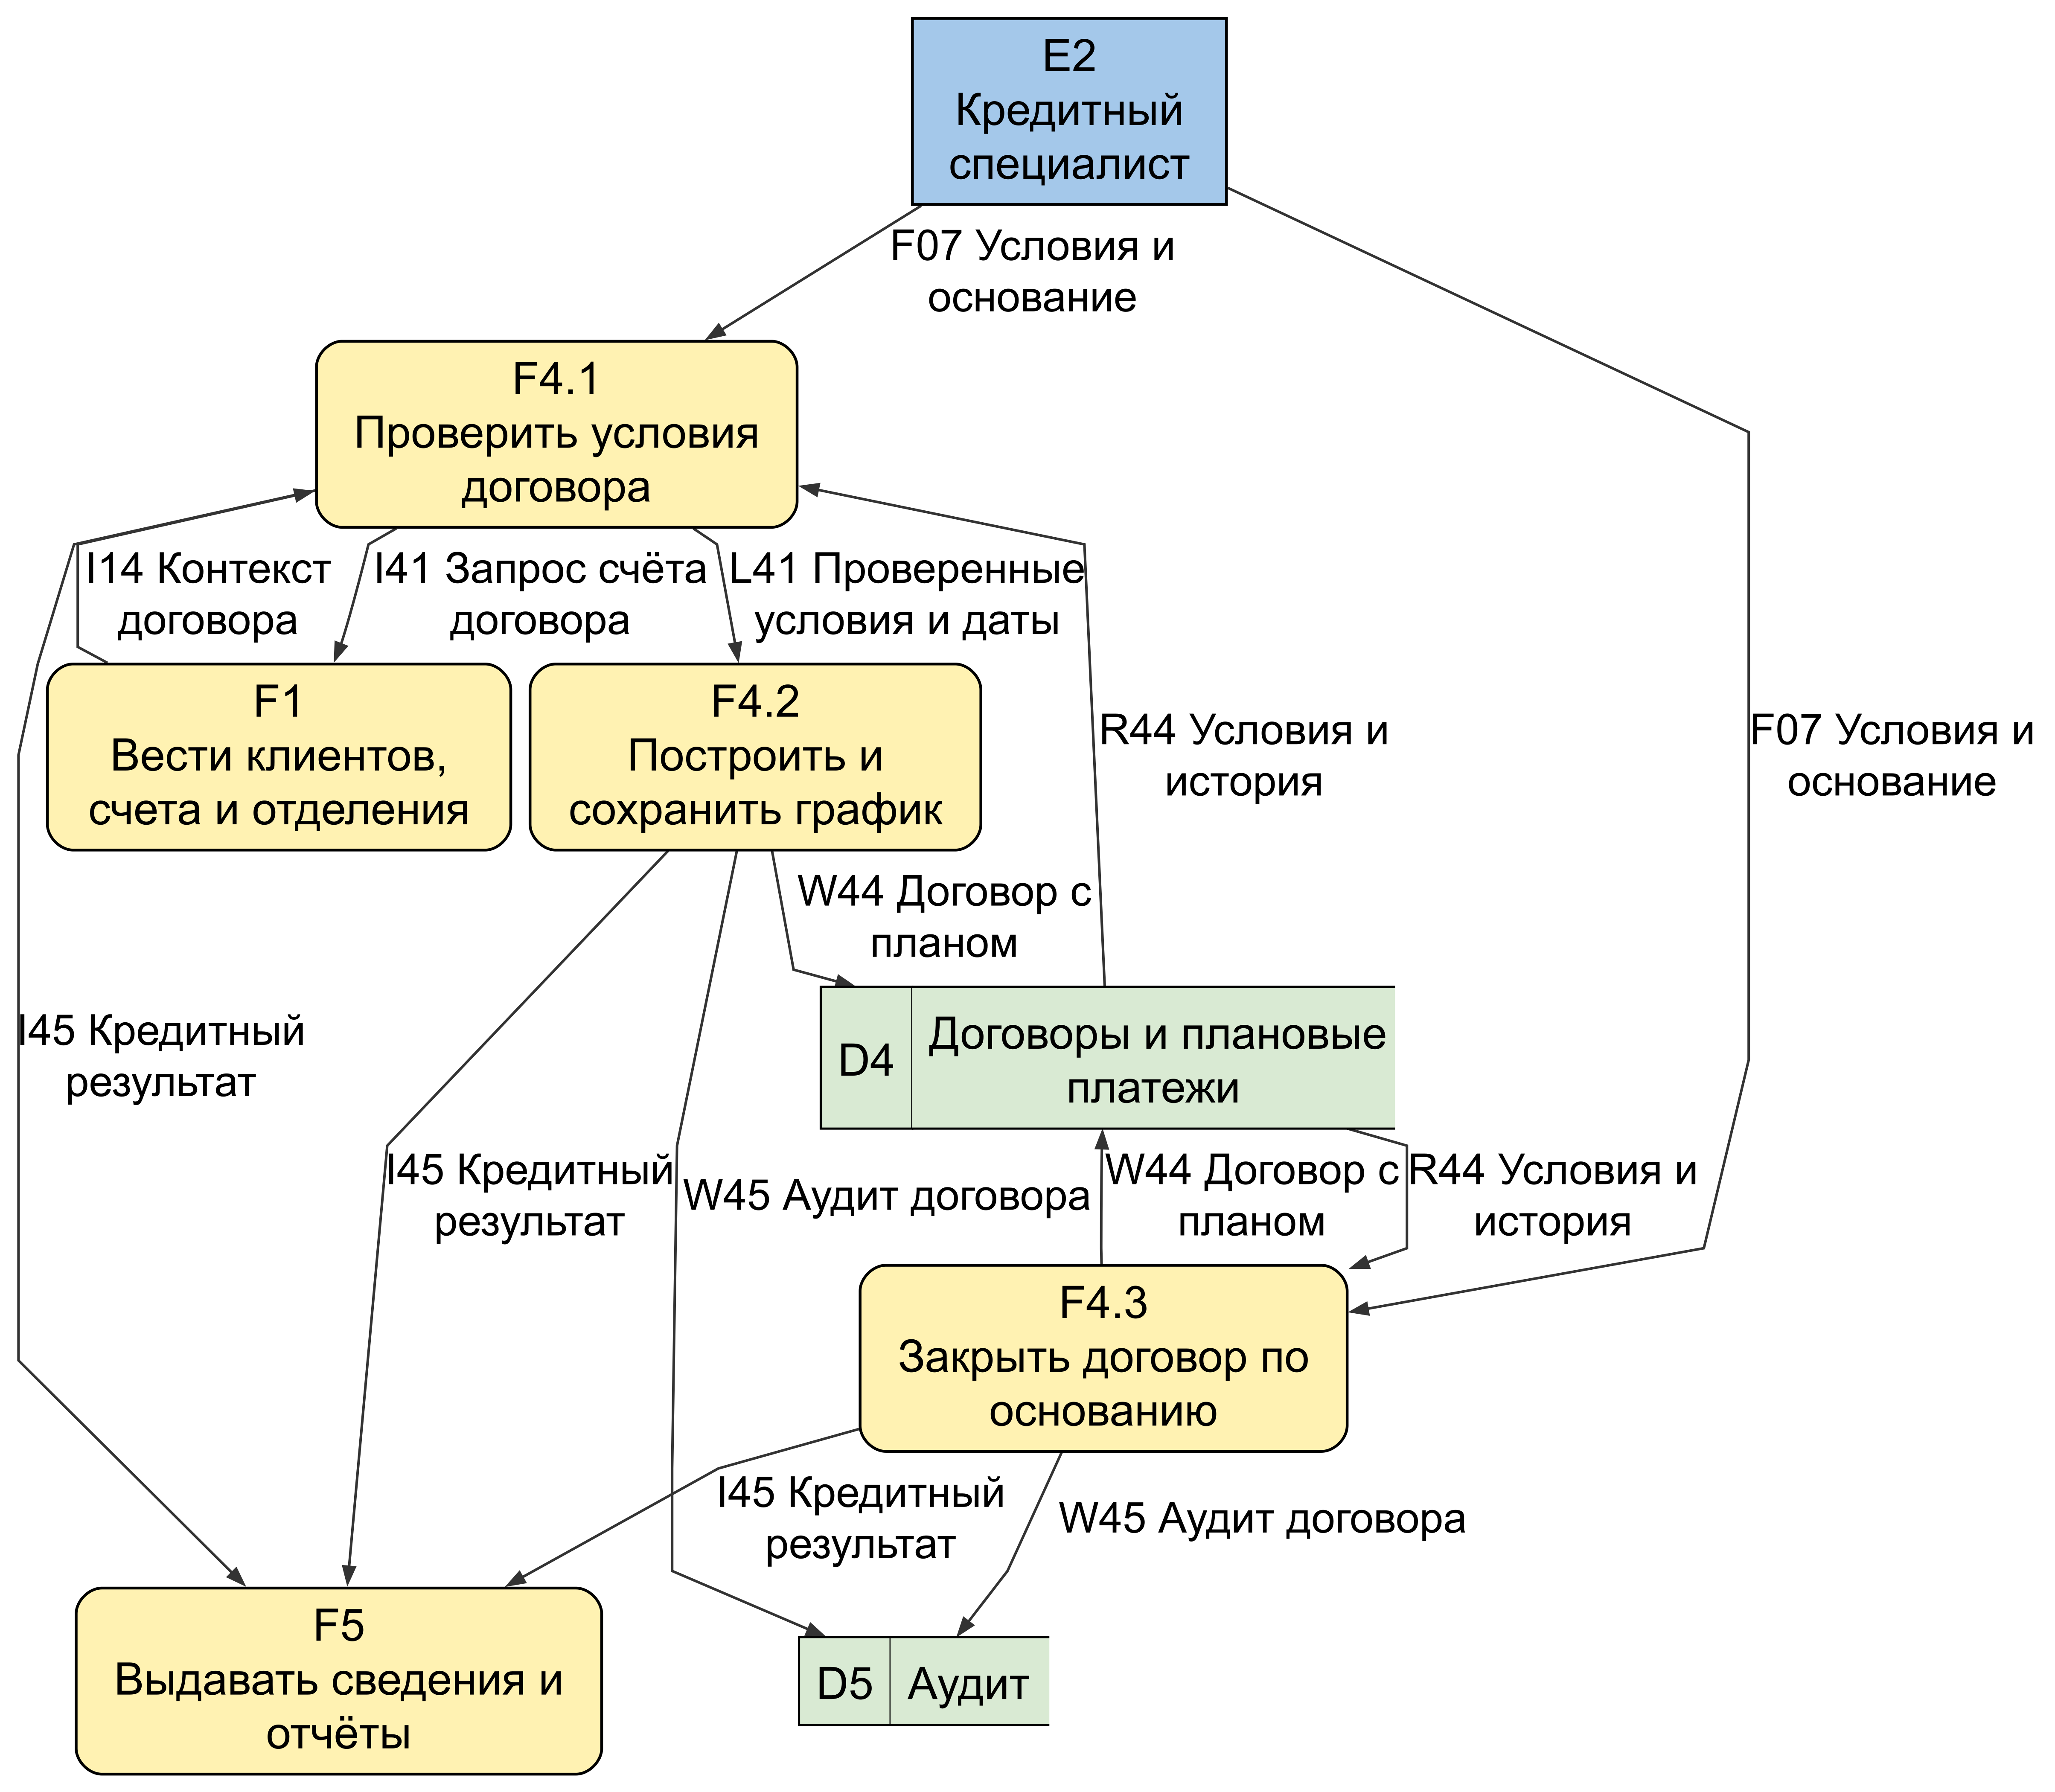 E2
Кредитный
специалист
F07 Условия и
основание
F4.1
Проверить условия
договора
I14 Контекст
договора
I41 Запрос счёта
договора
L41 Проверенные
условия и даты
F1
Вести клиентов,
счета и отделения
F4.2
Построить и
сохранить график
R44 Условия и
история
F07 Условия и
основание
W44 Договор с
планом
I45 Кредитный
результат
D4
Договоры и плановые
платежи
I45 Кредитный
результат
W45 Аудит договора
W44 Договор с
планом
R44 Условия и
история
F4.3
Закрыть договор по
основанию
I45 Кредитный
результат
W45 Аудит договора
F5
Выдавать сведения и
отчёты
D5
Аудит